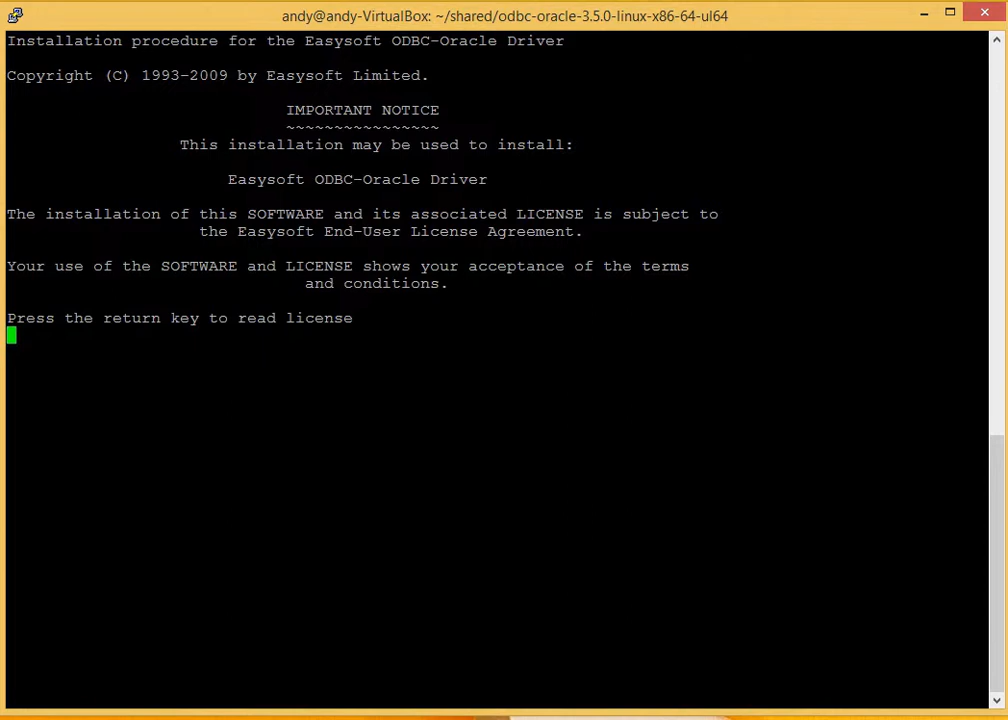 andy@andy-VirtualBox: ~/shared/odbc-oracle-3.5.0-linux-x86-64-ul64
Installation procedure for the Easysoft ODBC-Oracle Driver
Copyright (C) 1993-2009 by Easysoft Limited.
IMPORTANT NOTICE
~~~~~~~~~~~~~~~~
This installation may be used to install:
Easysoft ODBC-Oracle Driver
The installation of this SOFTWARE and its associated LICENSE is subject to
the Easysoft End-User License Agreement.
Your use of the SOFTWARE and LICENSE shows your acceptance of the terms
and conditions.
Press the return key to read license